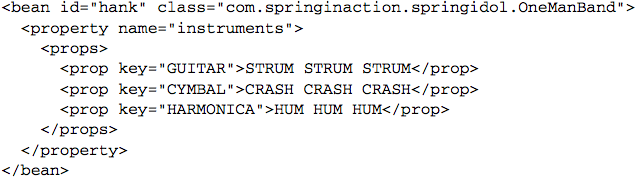 <bean id="hank" class="com.springinaction.springidol.OneManBand">
  <property name="instruments">
    <props>
      <prop key="GUITAR">STRUM STRUM STRUM</prop>
      <prop key="CYMBAL">CRASH CRASH CRASH</prop>
      <prop key="HARMONICA">HUM HUM HUM</prop>
    </props>
  </property>
</bean>